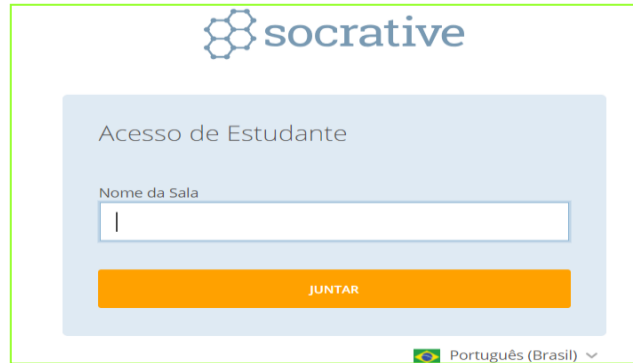 socrative
Acesso de Estudante
Nome da Sala
JUNTAR
Português (Brasil)